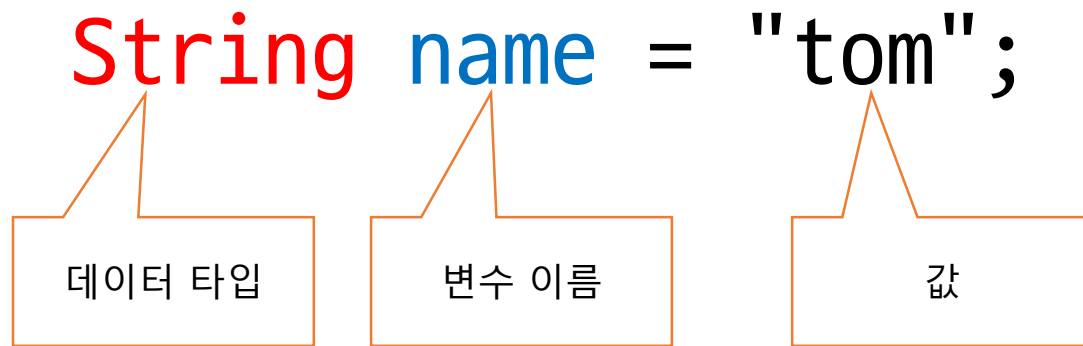 String name = "tom";
데이터 타입 변수 이름 값